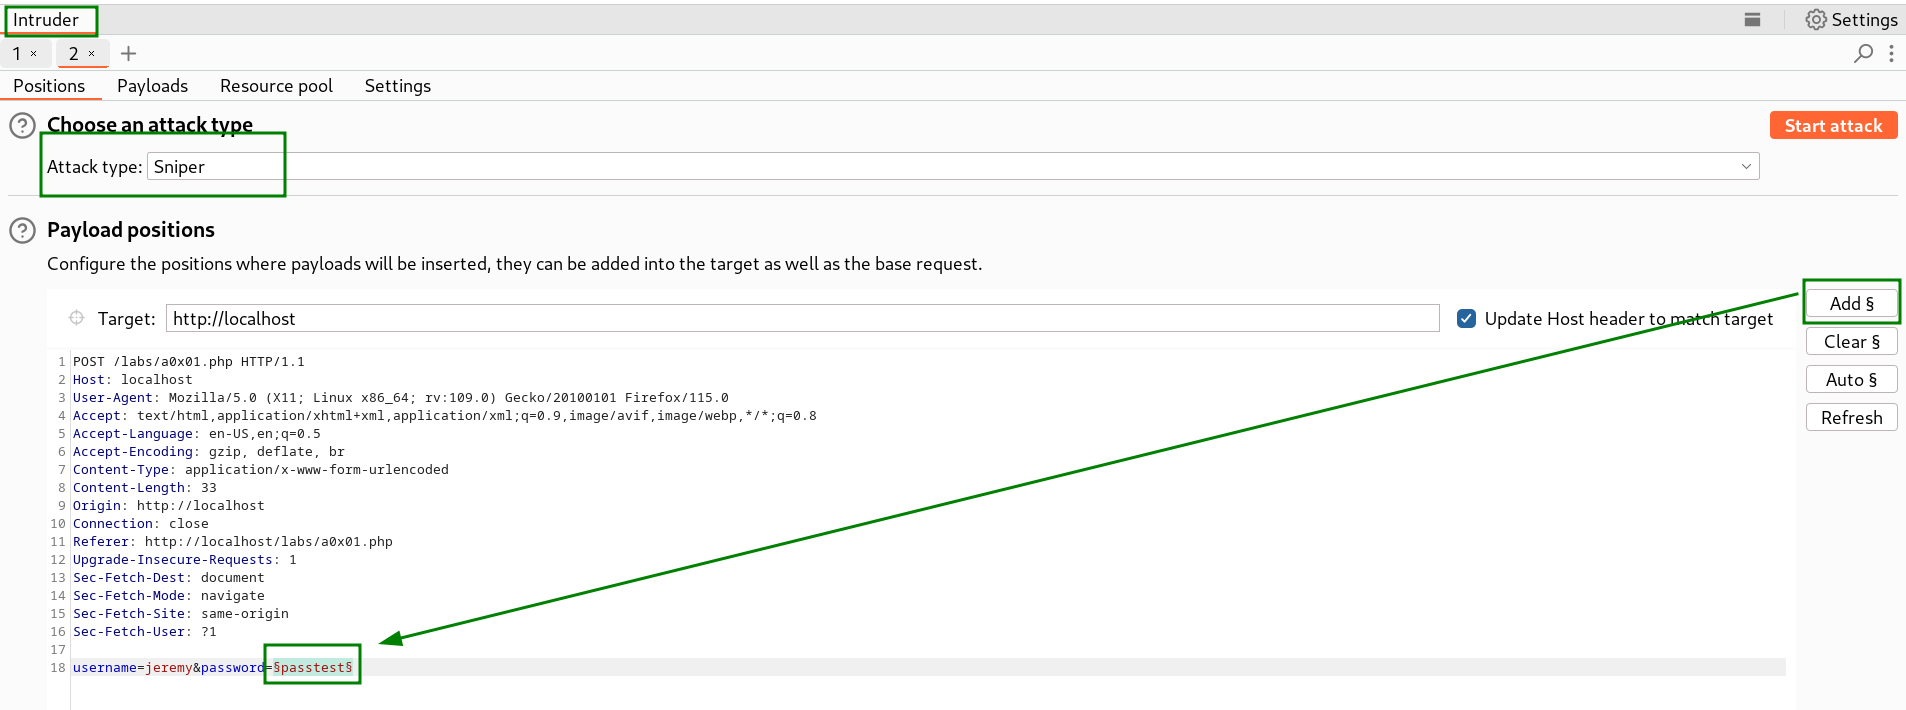 Intruder
Settings
1 ×
2 ×
+
Positions Payloads Resource pool Settings
Choose an attack type
Start attack
Attack type: Sniper
Payload positions
Configure the positions where payloads will be inserted, they can be added into the target as well as the base request.
Target: http://localhost
Update Host header to match target
Add §
Clear §
Auto §
Refresh
1 POST /labs/a0x01.php HTTP/1.1
2 Host: localhost
3 User-Agent: Mozilla/5.0 (X11; Linux x86_64; rv:109.0) Gecko/20100101 Firefox/115.0
4 Accept: text/html,application/xhtml+xml,application/xml;q=0.9,image/avif,image/webp,*/*;q=0.8
5 Accept-Language: en-US,en;q=0.5
6 Accept-Encoding: gzip, deflate, br
7 Content-Type: application/x-www-form-urlencoded
8 Content-Length: 33
9 Origin: http://localhost
10 Connection: close
11 Referer: http://localhost/labs/a0x01.php
12 Upgrade-Insecure-Requests: 1
13 Sec-Fetch-Dest: document
14 Sec-Fetch-Mode: navigate
15 Sec-Fetch-Site: same-origin
16 Sec-Fetch-User: ?1
17
18 username=jeremy&password=§passtest§